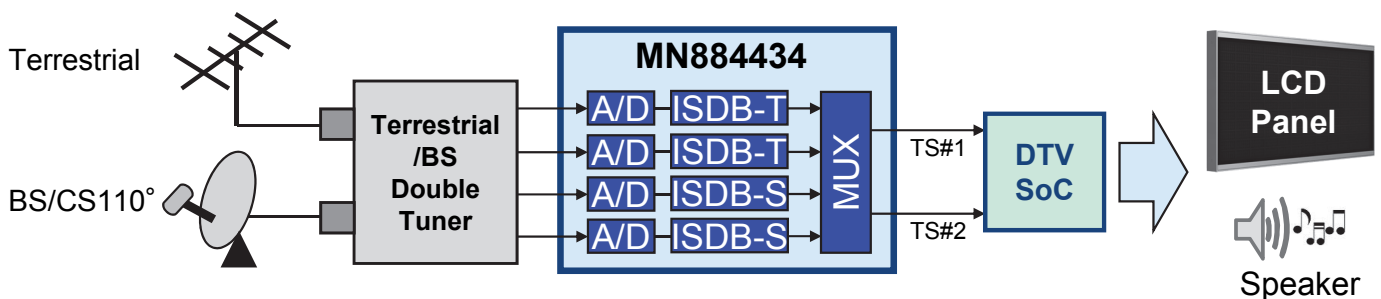 Terrestrial
BS/CS110°
Terrestrial
/BS
Double
Tuner
MN884434
A/D
ISDB-T
A/D
ISDB-T
A/D
ISDB-S
A/D
ISDB-S
MUX
TS#1
TS#2
DTV
SoC
LCD
Panel
Speaker